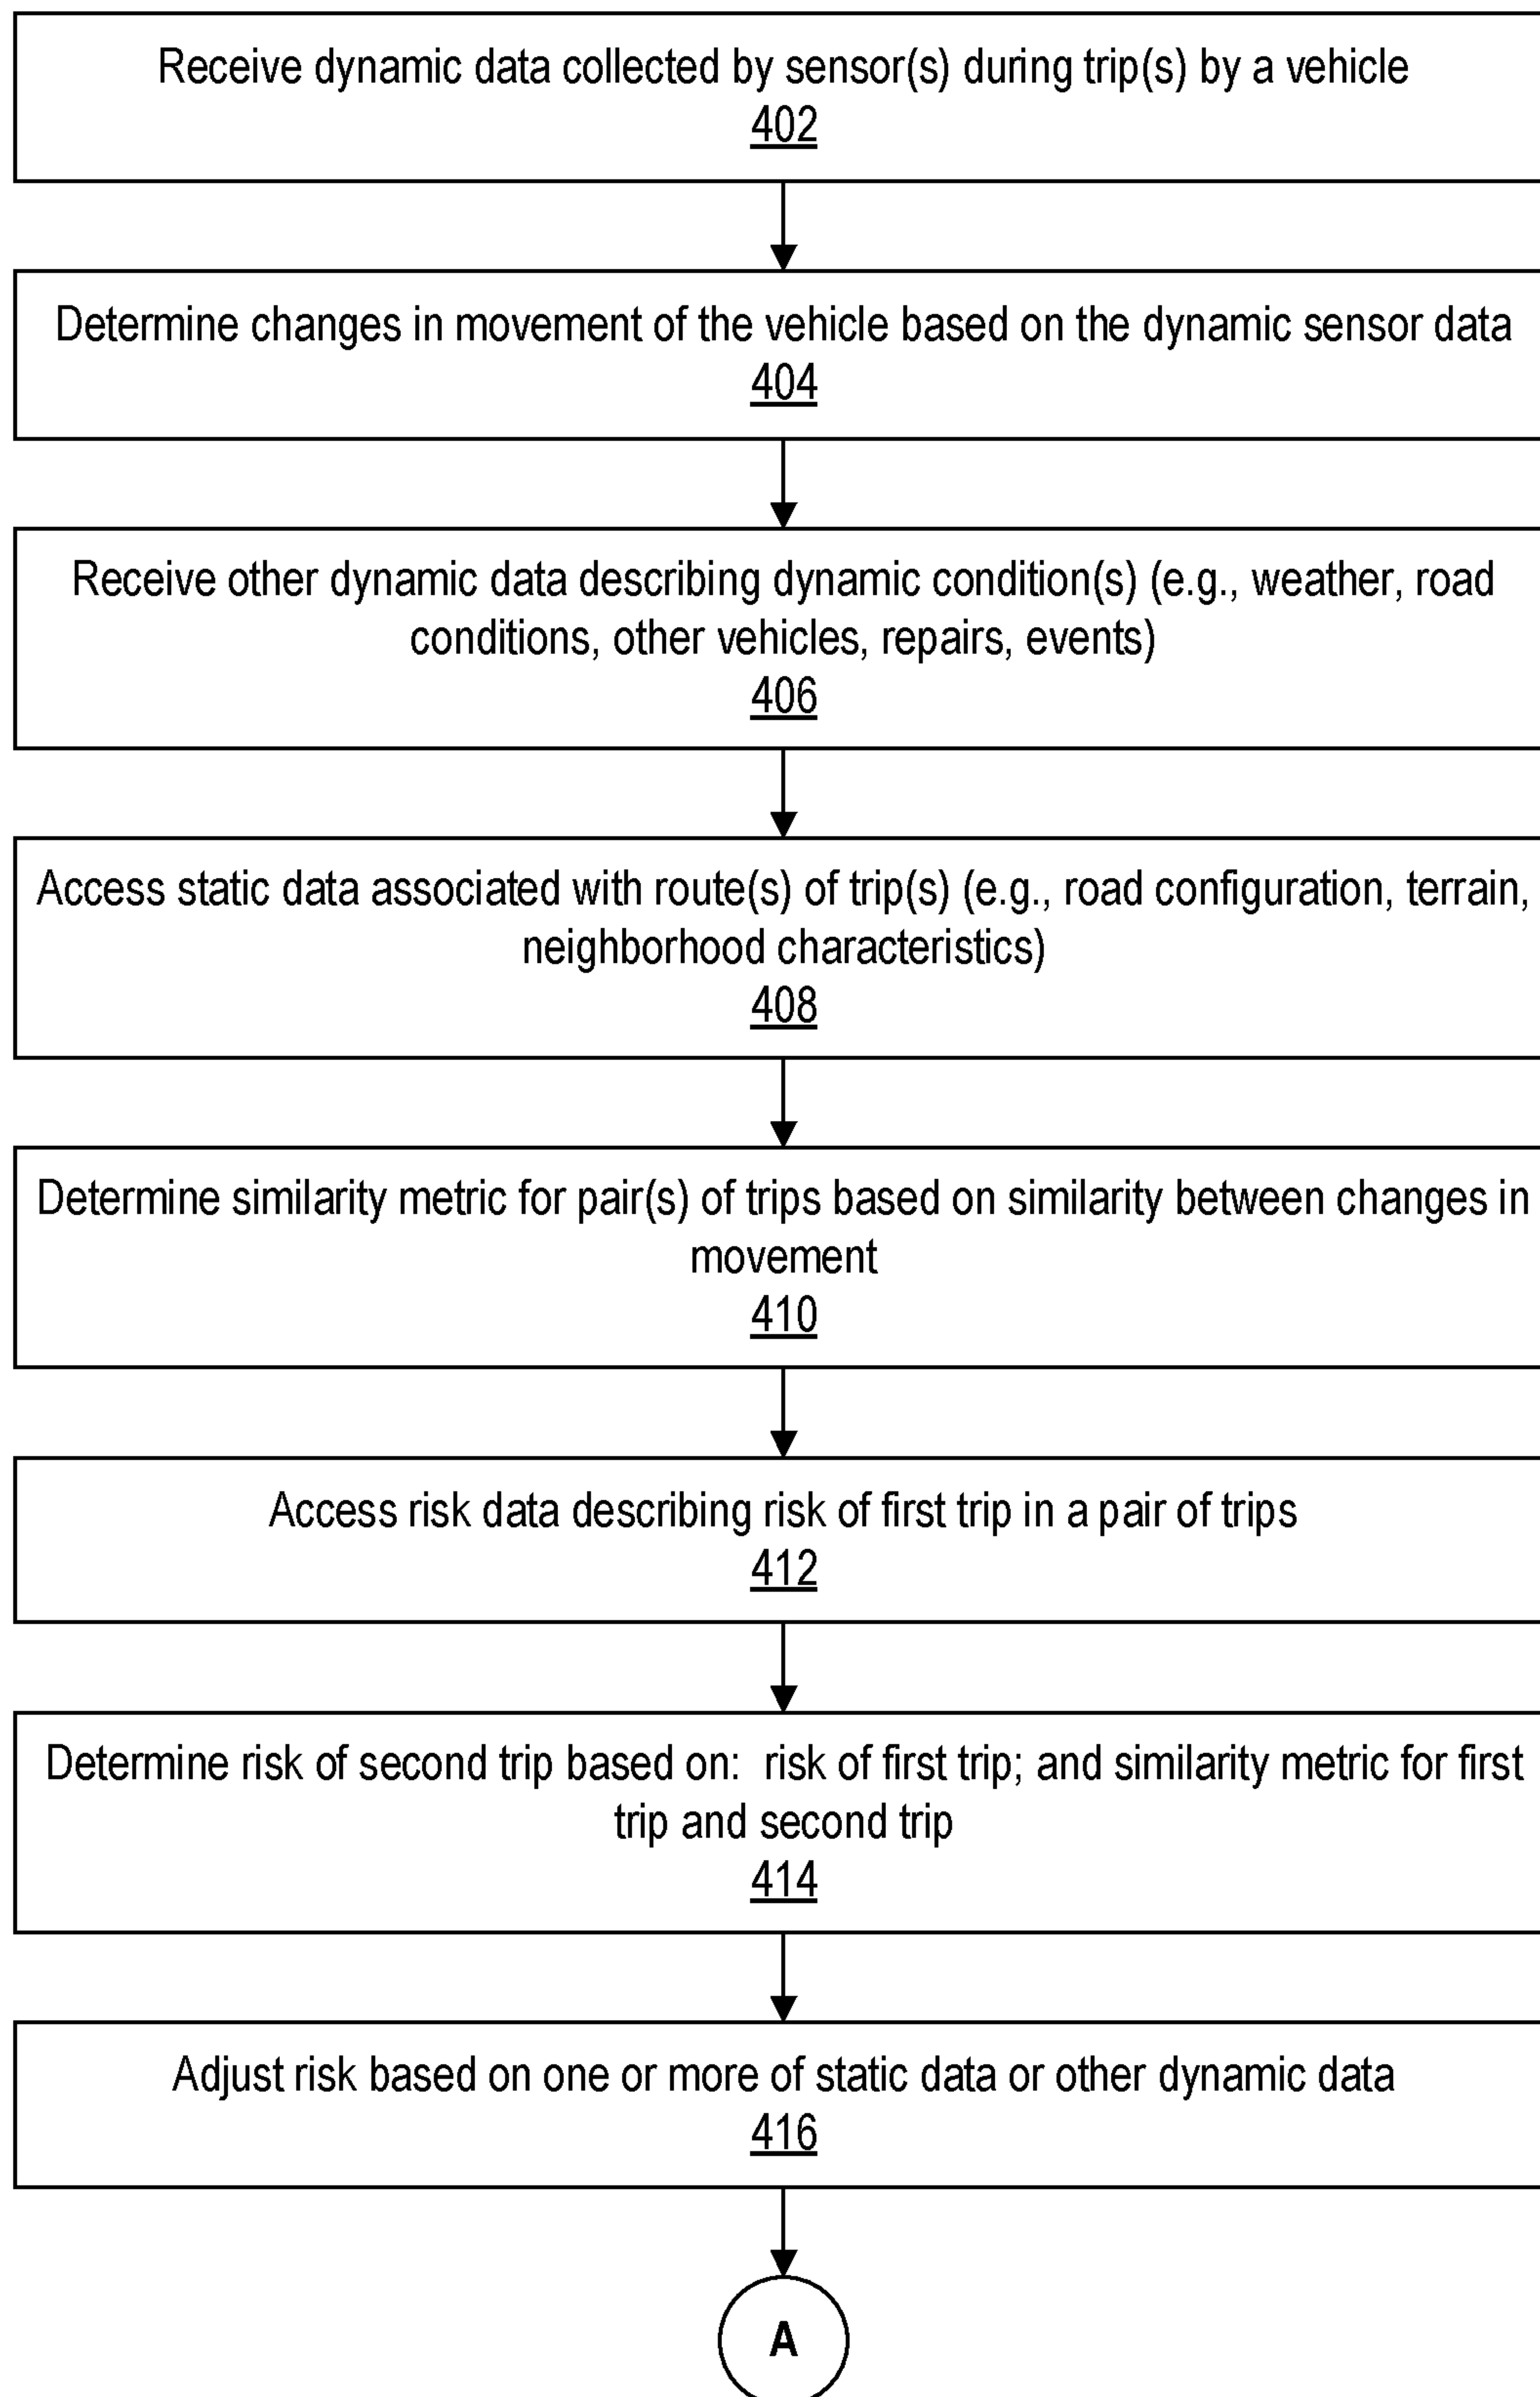 Receive dynamic data collected by sensor(s) during trip(s) by a vehicle
402
Determine changes in movement of the vehicle based on the dynamic sensor data
404
Receive other dynamic data describing dynamic condition(s) (e.g., weather, road
conditions, other vehicles, repairs, events)
406
Access static data associated with route(s) of trip(s) (e.g., road configuration, terrain,
neighborhood characteristics)
408
Determine similarity metric for pair(s) of trips based on similarity between changes in
movement
410
Access risk data describing risk of first trip in a pair of trips
412
Determine risk of second trip based on:  risk of first trip; and similarity metric for first
trip and second trip
414
Adjust risk based on one or more of static data or other dynamic data
416
A